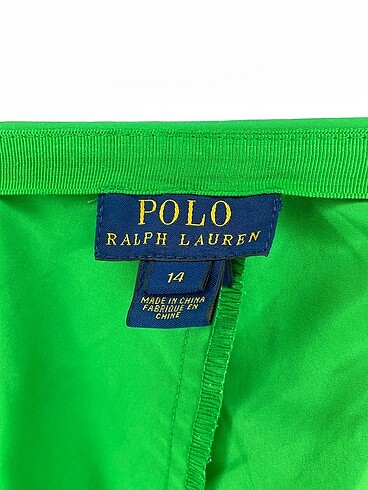 POLO
RALPH LAUREN
14
MADE IN CHINA
FABRIQUE EN
CHINE